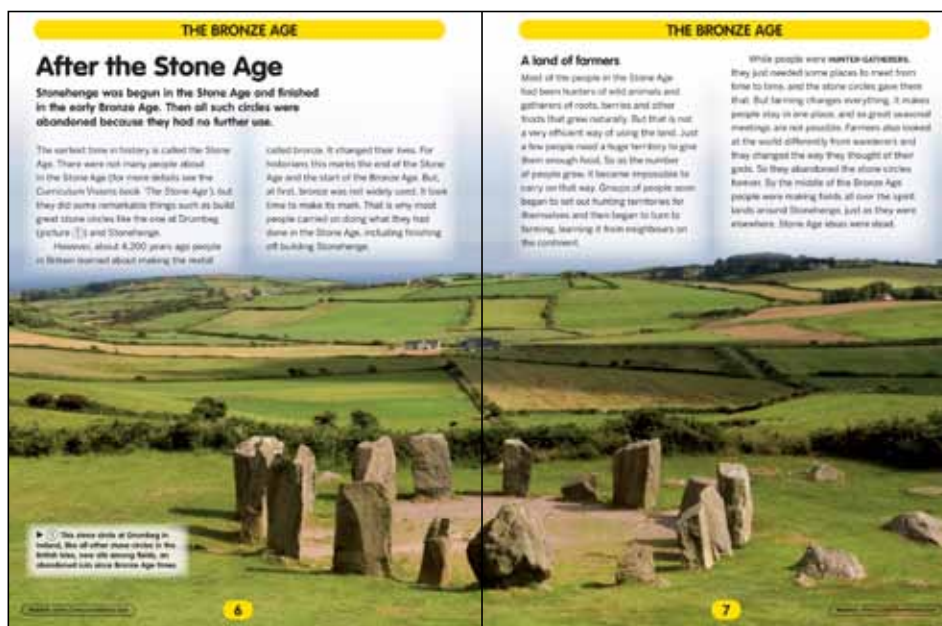 THE BRONZE AGE
After the Stone Age
Stonehenge was begun in the Stone Age and finished
in the early Bronze Age. Then all such circles were
abandoned because they had no further use.
The earliest time in history is called the Stone
Age. There were not many people about
in the Stone Age (for more details see the
Curriculum Visions book 'The Stone Age'), but
they did some remarkable things such as build
great stone circles like the one at Drombeg
(picture 1) and Stonehenge.
However, about 4,200 years ago people
in Britain learned about making the metal
called bronze. It changed their lives. For
historians this marks the end of the Stone
Age and the start of the Bronze Age. But,
at first, bronze was not widely used. It took
time to make its mark. That is why most
people carried on doing what they had
done in the Stone Age, including finishing
off building Stonehenge.
▶ 1 This stone circle at Drombeg in
Ireland, like all other stone circles in the
British Isles, now sits among fields, an
abandoned ruin since Bronze Age times.
6
THE BRONZE AGE
A land of farmers
Most of the people in the Stone Age
had been hunters of wild animals and
gatherers of roots, berries and other
foods that grew naturally. But that is not
a very efficient way of using the land. Just
a few people need a huge territory to give
them enough food. So as the number
of people grew, it became impossible to
carry on that way. Groups of people soon
began to set out hunting territories for
themselves and then began to turn to
farming, learning it from neighbours on
the continent.
While people were HUNTER-GATHERERS,
they just needed some places to meet from
time to time, and the stone circles gave them
that. But farming changes everything. It makes
people stay in one place, and so great seasonal
meetings are not possible. Farmers also looked
at the world differently from wanderers and
they changed the way they thought of their
gods. So they abandoned the stone circles
forever. By the middle of the Bronze Age
people were making fields all over the spirit
lands around Stonehenge, just as they were
elsewhere. Stone Age ideas were dead.
7